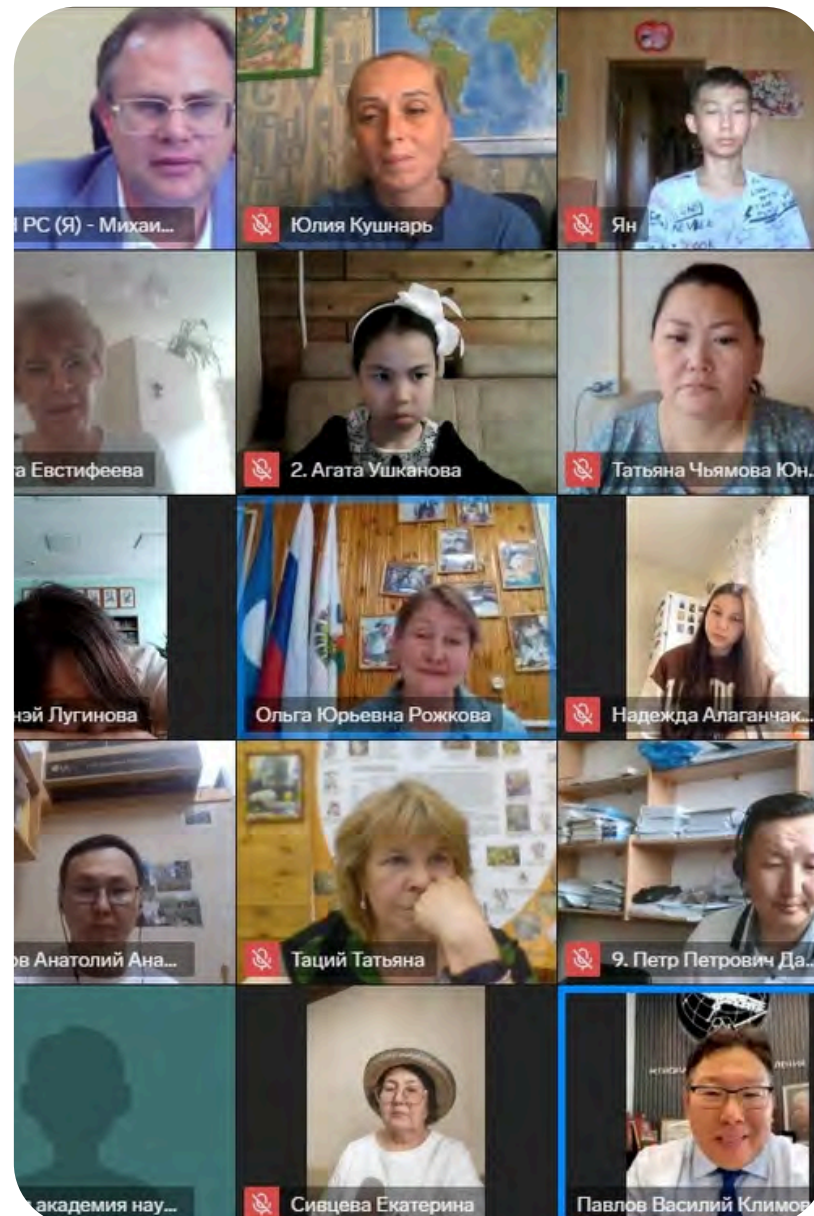 РС (Я) - Михаи...
Юлия Кушнарь
Ян
а Евстифеева
2. Агата Ушканова
Татьяна Чьямова Юн..
нэй Лугинова
Ольга Юрьевна Рожкова
Надежда Алаганчак...
ов Анатолий Ана...
Таций Татьяна
9. Петр Петрович Да...
академия нау...
Сивцева Екатерина
Павлов Василий Климов